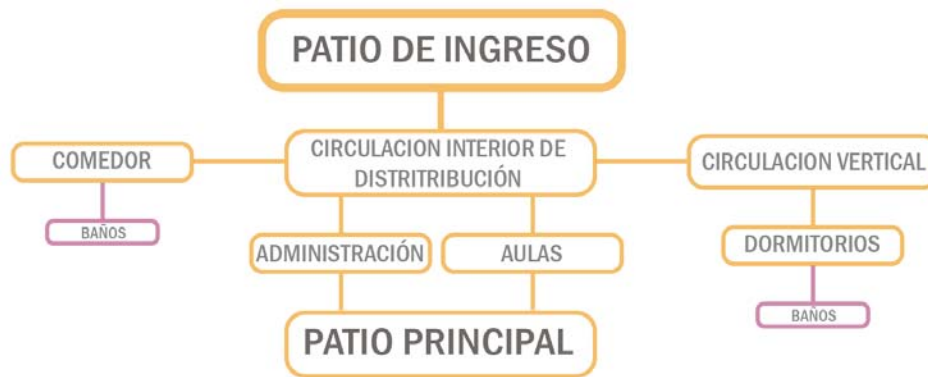 PATIO DE INGRESO
COMEDOR
CIRCULACION INTERIOR DE
DISTRITRIBUCIÓN
CIRCULACION VERTICAL
BAÑOS
ADMINISTRACIÓN
AULAS
DORMITORIOS
BAÑOS
PATIO PRINCIPAL